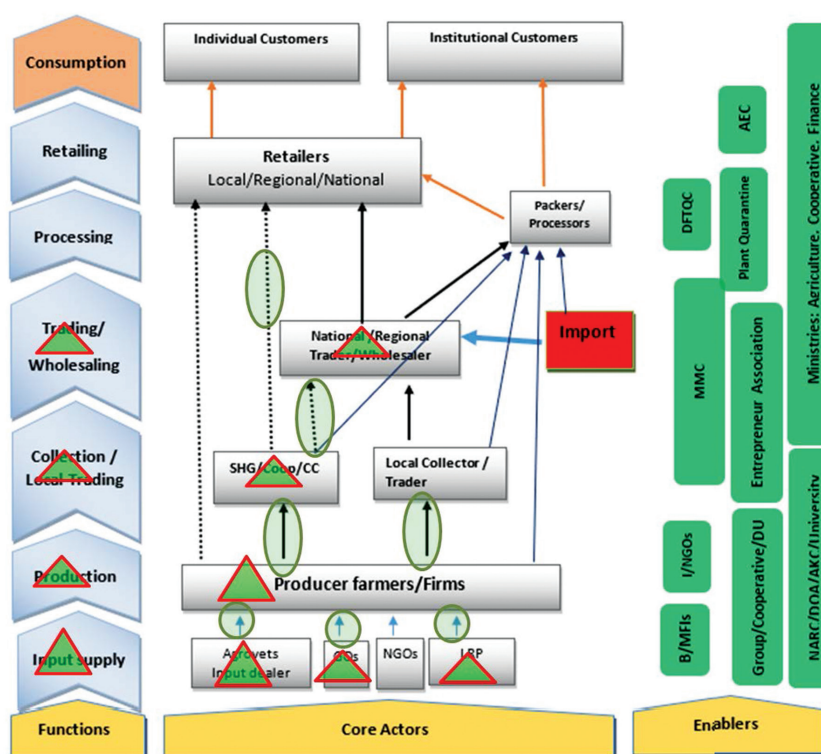 Consumption
Retailing
Processing
Trading/
Wholesaling
Collection /
Local Trading
Production
Input supply
Functions
Individual Customers
Institutional Customers
Retailers
Local/Regional/National
Packers/
Processors
National /Regional
Trader/Wholesaler
Import
SHG/Coop/CC
Local Collector /
Trader
Producer farmers/Firms
Agrovets
Input dealer
GOs
NGOs
LRP
Core Actors
AEC
DFTQC
Plant Quarantine
Ministries: Agriculture. Cooperative. Finance
MMC
Entrepreneur Association
I/NGOs
B/MFIs
Group/Cooperative/DU
NARC/DOA/AKC/University
Enablers